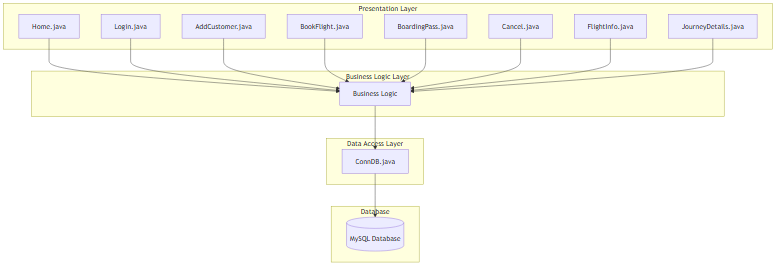 Presentation Layer
Home.java
Login.java
AddCustomer.java
BookFlight.java
BoardingPass.java
Cancel.java
FlightInfo.java
JourneyDetails.java
Business Logic Layer
Business Logic
Data Access Layer
ConnDB.java
Database
MySQL Database